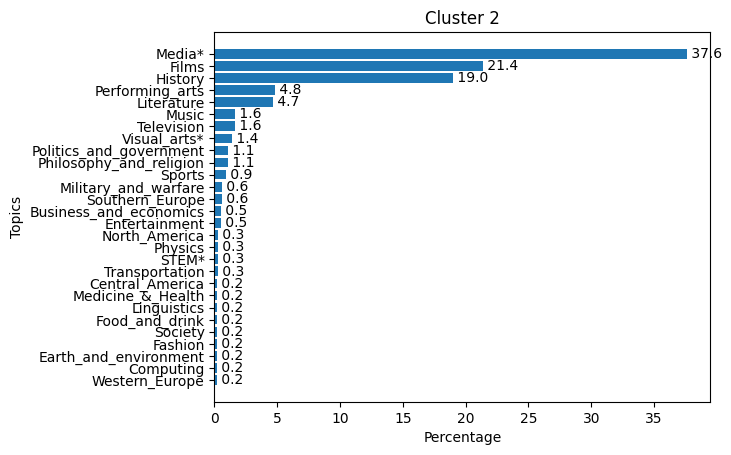 Cluster 2
Topics
Media* 37.6
Films 21.4
History 19.0
Performing_arts 4.8
Literature 4.7
Music 1.6
Television 1.6
Visual_arts* 1.4
Politics_and_government 1.1
Philosophy_and_religion 1.1
Sports 0.9
Military_and_warfare 0.6
Southern_Europe 0.6
Business_and_economics 0.5
Entertainment 0.5
North_America 0.3
Physics 0.3
STEM* 0.3
Transportation 0.3
Central_America 0.2
Medicine_&_Health 0.2
Linguistics 0.2
Food_and_drink 0.2
Society 0.2
Fashion 0.2
Earth_and_environment 0.2
Computing 0.2
Western_Europe 0.2
0 5 10 15 20 25 30 35
Percentage